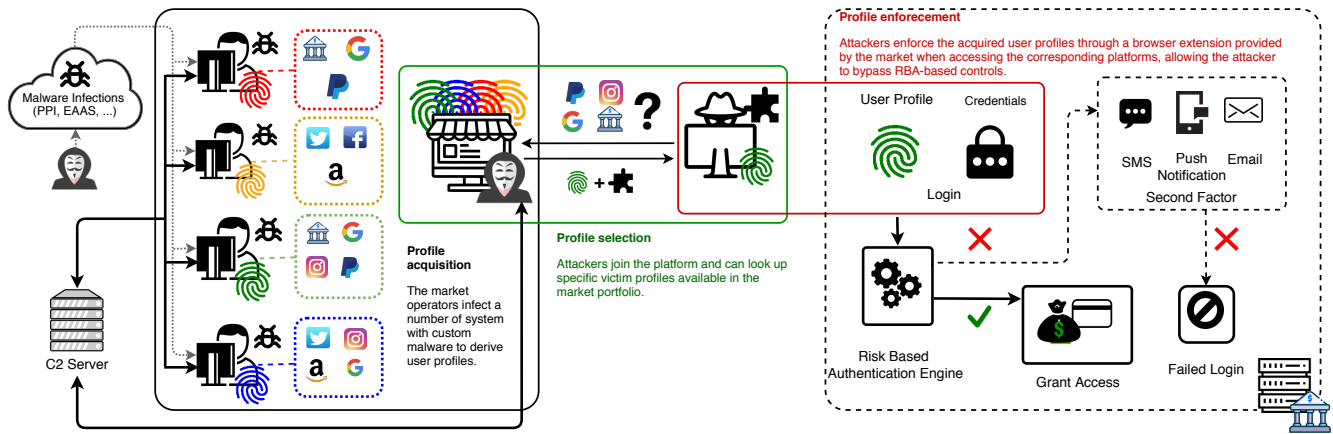 Malware Infections
(PPI, EAAS, ...)
C2 Server
Profile
acquisition
The market
operators infect a
number of system
with custom
malware to derive
user profiles.
?
+
Profile selection
Attackers join the platform and can look up
specific victim profiles available in the
market portfolio.
Profile enforecement
Attackers enforce the acquired user profiles through a browser extension provided
by the market when accessing the corresponding platforms, allowing the attacker
to bypass RBA-based controls.
User Profile
Credentials
Login
SMS
Push
Notification
Email
Second Factor
Risk Based
Authentication Engine
$
Grant Access
Failed Login
$